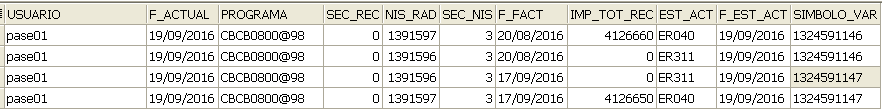 USUARIO F_ACTUAL PROGRAMA SEC_REC NIS_RAD SEC_NIS F_FACT IMP_TOT_REC EST_ACT F_EST_ACT SIMBOLO_VAR
pase01 19/09/2016 CBCB0800@98 0 1391597 3 20/08/2016 4126660 ER040 19/09/2016 1324591146
pase01 19/09/2016 CBCB0800@98 0 1391596 3 20/08/2016 0 ER311 19/09/2016 1324591146
pase01 19/09/2016 CBCB0800@98 0 1391596 3 17/09/2016 0 ER311 19/09/2016 1324591147
pase01 19/09/2016 CBCB0800@98 0 1391597 3 17/09/2016 4126650 ER040 19/09/2016 1324591147